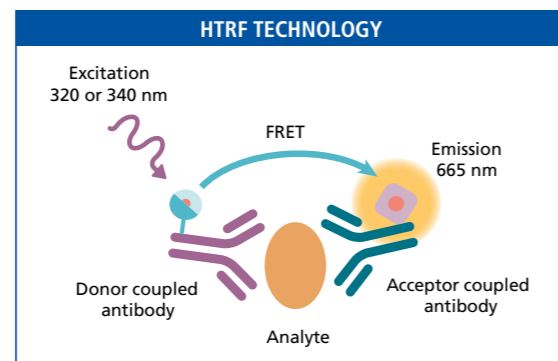 HTRF TECHNOLOGY
Excitation
320 or 340 nm
FRET
Emission
665 nm
Donor coupled
antibody
Analyte
Acceptor coupled
antibody